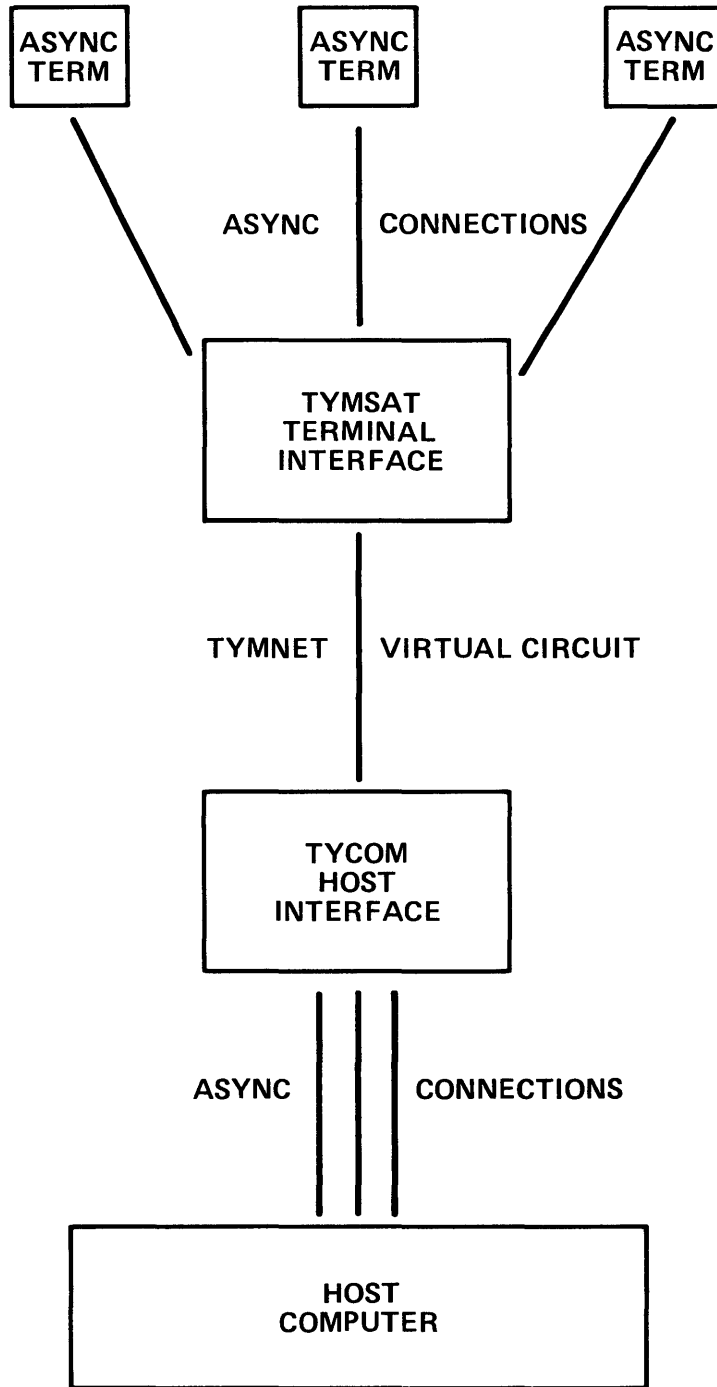 ASYNC
TERM
ASYNC
TERM
ASYNC
TERM
ASYNC CONNECTIONS
TYMSAT
TERMINAL
INTERFACE
TYMNET VIRTUAL CIRCUIT
TYCOM
HOST
INTERFACE
ASYNC CONNECTIONS
HOST
COMPUTER